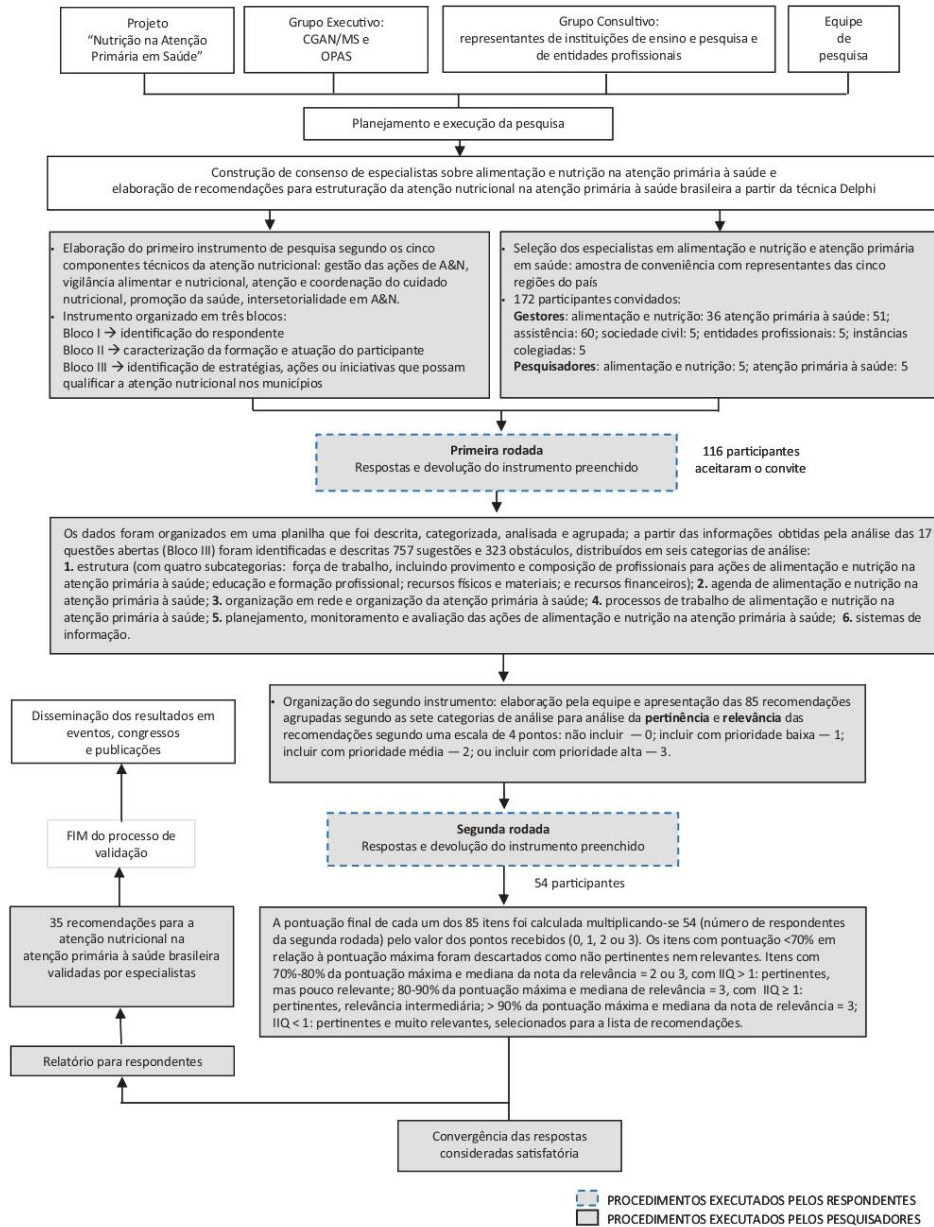 Projeto
“Nutrição na Atenção
Primária em Saúde”
Grupo Executivo:
CGAN/MS e
OPAS
Grupo Consultivo:
representantes de instituições de ensino e pesquisa e
de entidades profissionais
Equipe
de
pesquisa
Planejamento e execução da pesquisa
Construção de consenso de especialistas sobre alimentação e nutrição na atenção primária à saúde e
elaboração de recomendações para estruturação da atenção nutricional na atenção primária à saúde brasileira a partir da técnica Delphi
• Elaboração do primeiro instrumento de pesquisa segundo os cinco
componentes técnicos da atenção nutricional: gestão das ações de A&N,
vigilância alimentar e nutricional, atenção e coordenação do cuidado
nutricional, promoção da saúde, intersetorialidade em A&N.
• Instrumento organizado em três blocos:
Bloco I → identificação do respondente
Bloco II → caracterização da formação e atuação do participante
Bloco III → identificação de estratégias, ações ou iniciativas que possam
qualificar a atenção nutricional nos municípios
• Seleção dos especialistas em alimentação e nutrição e atenção primária
em saúde: amostra de conveniência com representantes das cinco
regiões do país
• 172 participantes convidados:
Gestores: alimentação e nutrição: 36 atenção primária à saúde: 51;
assistência: 60; sociedade civil: 5; entidades profissionais: 5; instâncias
colegiadas: 5
Pesquisadores: alimentação e nutrição: 5; atenção primária à saúde: 5
Primeira rodada
Respostas e devolução do instrumento preenchido
116 participantes
aceitaram o convite
Os dados foram organizados em uma planilha que foi descrita, categorizada, analisada e agrupada; a partir das informações obtidas pela análise das 17
questões abertas (Bloco III) foram identificadas e descritas 757 sugestões e 323 obstáculos, distribuídos em seis categorias de análise:
1. estrutura (com quatro subcategorias: força de trabalho, incluindo provimento e composição de profissionais para ações de alimentação e nutrição na
atenção primária à saúde; educação e formação profissional; recursos físicos e materiais; e recursos financeiros); 2. agenda de alimentação e nutrição na
atenção primária à saúde; 3. organização em rede e organização da atenção primária à saúde; 4. processos de trabalho de alimentação e nutrição na
atenção primária à saúde; 5. planejamento, monitoramento e avaliação das ações de alimentação e nutrição na atenção primária à saúde; 6. sistemas de
informação.
• Organização do segundo instrumento: elaboração pela equipe e apresentação das 85 recomendações
agrupadas segundo as sete categorias de análise para análise da pertinência e relevância das
recomendações segundo uma escala de 4 pontos: não incluir — 0; incluir com prioridade baixa — 1;
incluir com prioridade média — 2; ou incluir com prioridade alta — 3.
Segunda rodada
Respostas e devolução do instrumento preenchido
54 participantes
A pontuação final de cada um dos 85 itens foi calculada multiplicando-se 54 (número de respondentes
da segunda rodada) pelo valor dos pontos recebidos (0, 1, 2 ou 3). Os itens com pontuação <70% em
relação à pontuação máxima foram descartados como não pertinentes nem relevantes. Itens com
70%-80% da pontuação máxima e mediana da nota da relevância = 2 ou 3, com IIQ > 1: pertinentes,
mas pouco relevante; 80-90% da pontuação máxima e mediana de relevância = 3, com IIQ ≥ 1:
pertinentes, relevância intermediária; > 90% da pontuação máxima e mediana da nota de relevância = 3;
IIQ < 1: pertinentes e muito relevantes, selecionados para a lista de recomendações.
Convergência das respostas
consideradas satisfatória
Relatório para respondentes
35 recomendações para a
atenção nutricional na
atenção primária à saúde brasileira
validadas por especialistas
FIM do processo de
validação
Disseminação dos resultados em
eventos, congressos
e publicações
PROCEDIMENTOS EXECUTADOS PELOS RESPONDENTES
PROCEDIMENTOS EXECUTADOS PELOS PESQUISADORES